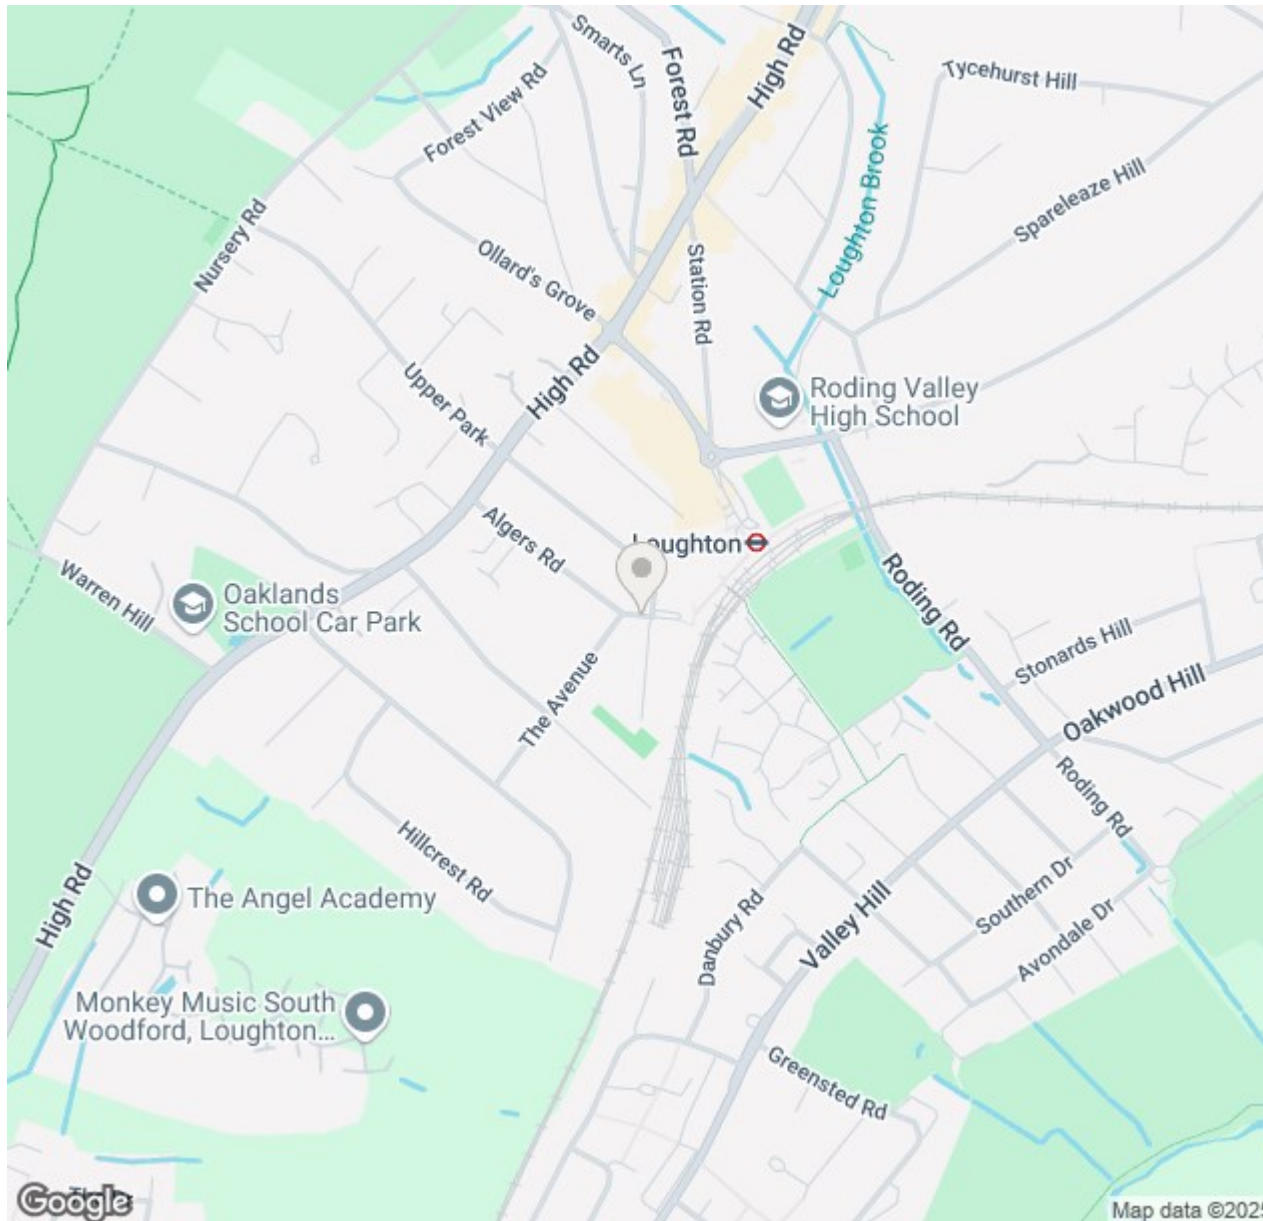 Smarts Ln
Forest Rd
High Rd
Tycehurst Hill
Forest View Rd
Loughton Brook
Spareleaze Hill
Nursery Rd
Ollard's Grove
Station Rd
High Rd
Upper Park
Roding Valley
High School
Algers Rd
Loughton
Roding Rd
Warren Hill
Oaklands
School Car Park
Stonards Hill
The Avenue
Oakwood Hill
Roding Rd
Hillcrest Rd
The Angel Academy
High Rd
Danbury Rd
Valley Hill
Southern Dr
Avondale Dr
Monkey Music South
Woodford, Loughton...
Greensted Rd
Google
Map data ©2025